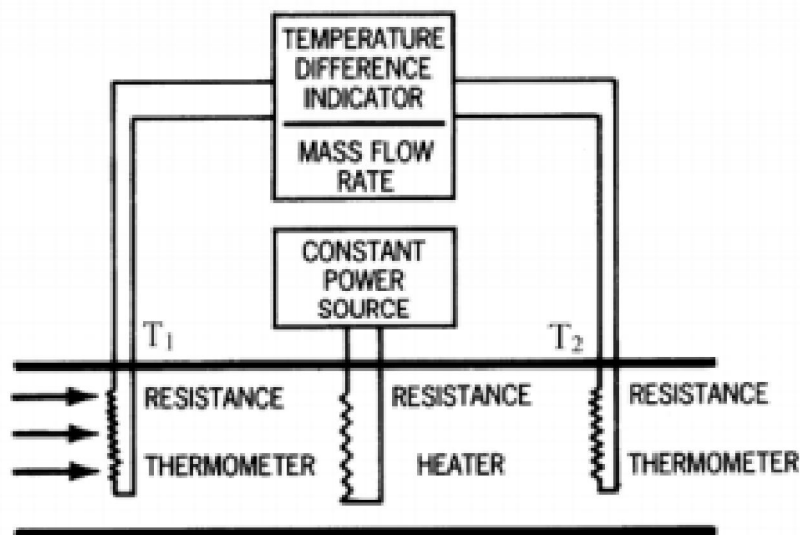 TEMPERATURE
DIFFERENCE
INDICATOR
MASS FLOW
RATE
CONSTANT
POWER
SOURCE
T₁
T₂
RESISTANCE
THERMOMETER
RESISTANCE
HEATER
RESISTANCE
THERMOMETER